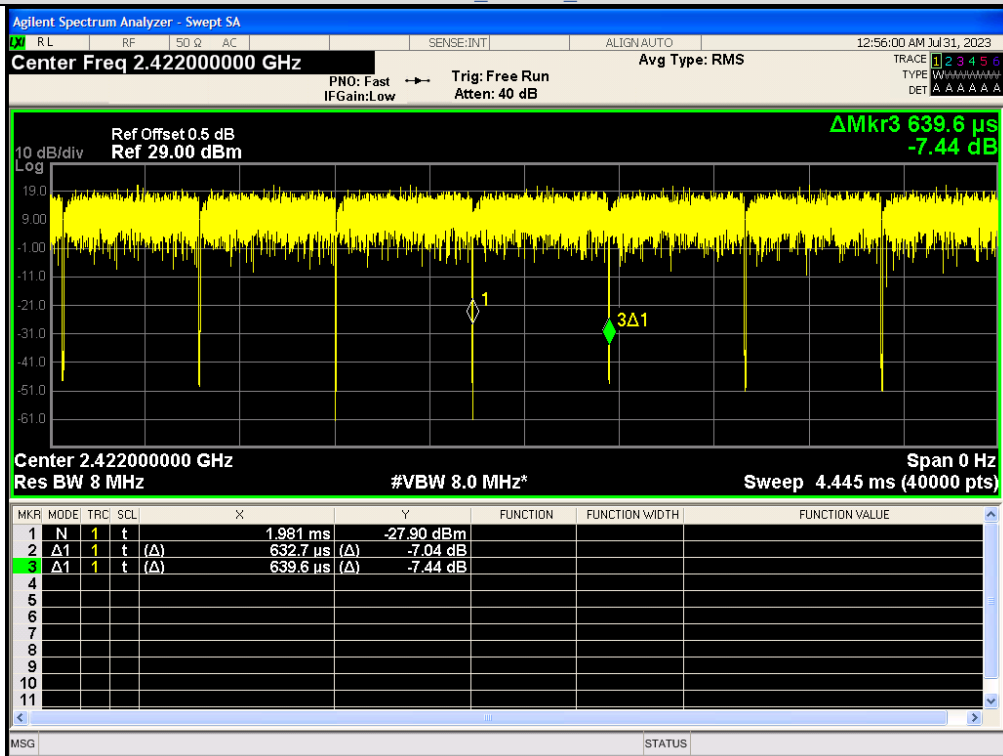 Agilent Spectrum Analyzer - Swept SA
LXI RL RF 50 Ω AC SENSE:INT ALIGN AUTO 12:56:00 AM Jul 31, 2023
Center Freq 2.422000000 GHz Avg Type: RMS TRACE 1 2 3 4 5 6
PNO: Fast Trig: Free Run TYPE W
IFGain:Low Atten: 40 dB DET A A A A A A
ΔMkr3 639.6 µs
-7.44 dB
Ref Offset 0.5 dB
10 dB/div Ref 29.00 dBm
Log
19.0
9.00
-1.00
-11.0
-21.0
-31.0
-41.0
-51.0
-61.0
1
3Δ1
Center 2.422000000 GHz Span 0 Hz
Res BW 8 MHz #VBW 8.0 MHz* Sweep 4.445 ms (40000 pts)
MKR MODE TRC SCL X Y FUNCTION FUNCTION WIDTH FUNCTION VALUE
1 N 1 t 1.981 ms -27.90 dBm
2 Δ1 1 t (Δ) 632.7 µs (Δ) -7.04 dB
3 Δ1 1 t (Δ) 639.6 µs (Δ) -7.44 dB
4
5
6
7
8
9
10
11
MSG STATUS